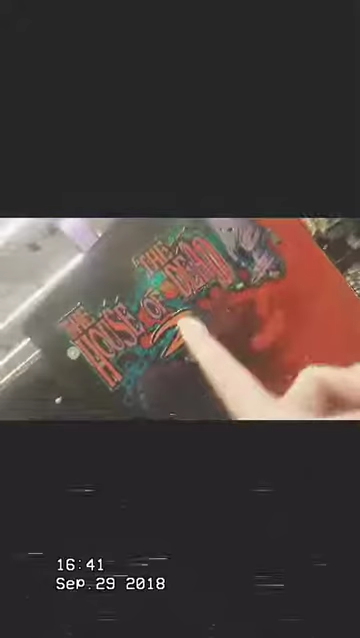 THE
HOUSE OF
THE
DEAD
16:41
Sep.29 2018